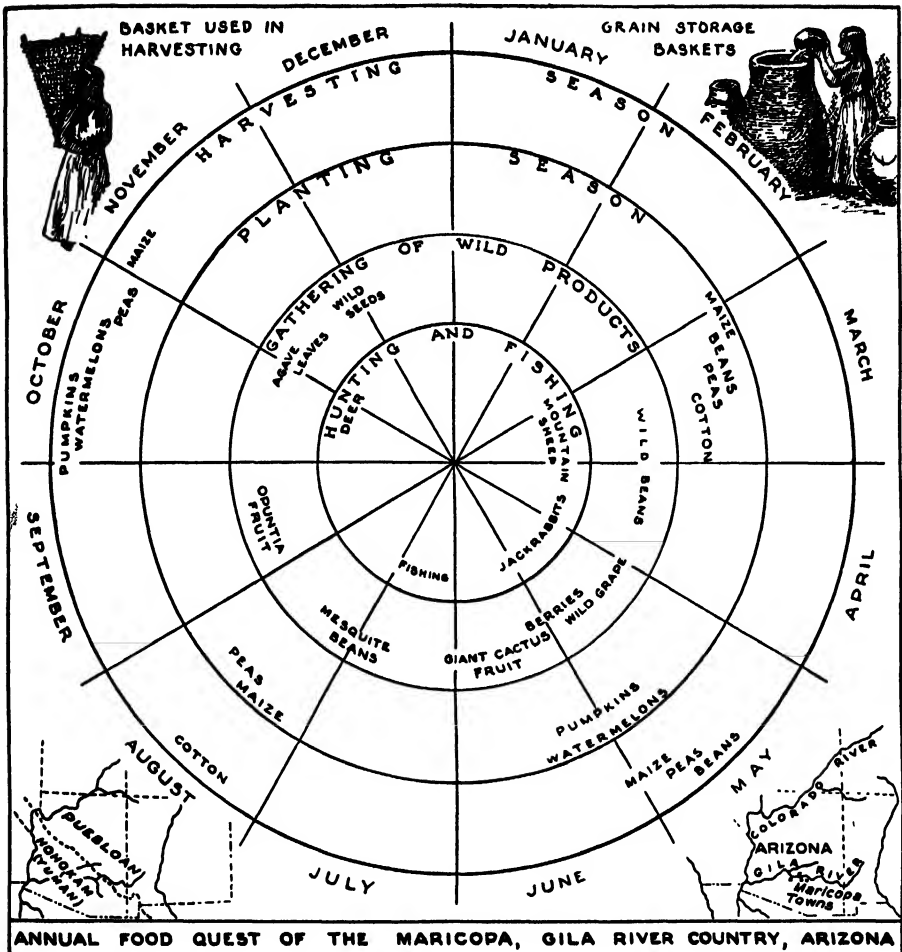 BASKET USED IN
HARVESTING
GRAIN STORAGE
BASKETS
DECEMBER
JANUARY
FEBRUARY
MARCH
APRIL
MAY
JUNE
JULY
AUGUST
SEPTEMBER
OCTOBER
NOVEMBER
HARVESTING SEASON
MAIZE
PEAS
WATERMELONS
PUMPKINS
COTTON
MAIZE
PEAS
BEANS
PLANTING SEASON
MAIZE
BEANS
PEAS
COTTON
PUMPKINS
WATERMELONS
PEAS
MAIZE
GATHERING OF WILD PRODUCTS
WILD
SEEDS
AGAVE
LEAVES
WILD BEANS
WILD GRAPE
BERRIES
GIANT CACTUS
FRUIT
MESQUITE
BEANS
OPUNTIA
FRUIT
HUNTING AND FISHING
DEER
MOUNTAIN
SHEEP
JACKRABBITS
FISHING
PUEBLOAN
HOHOKAM
(YUMAN)
COLORADO RIVER
ARIZONA
GILA RIVER
Maricopa
Towns
ANNUAL FOOD QUEST OF THE MARICOPA, GILA RIVER COUNTRY, ARIZONA